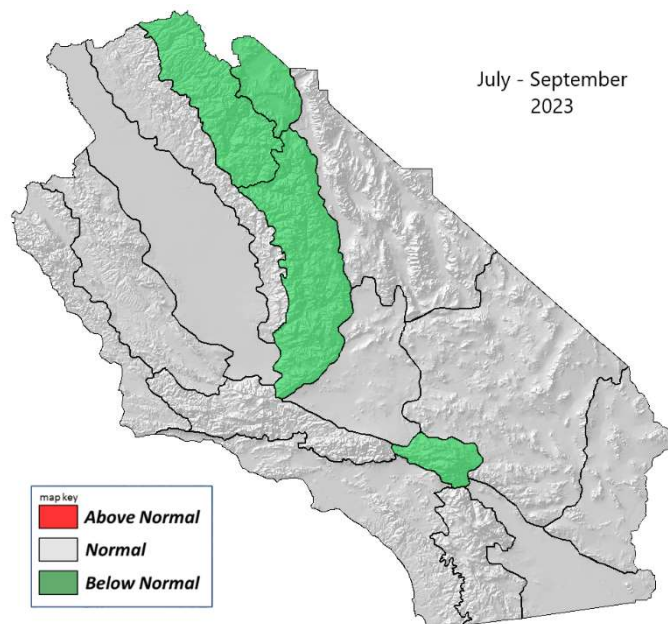 July - September
2023
map key
Above Normal
Normal
Below Normal